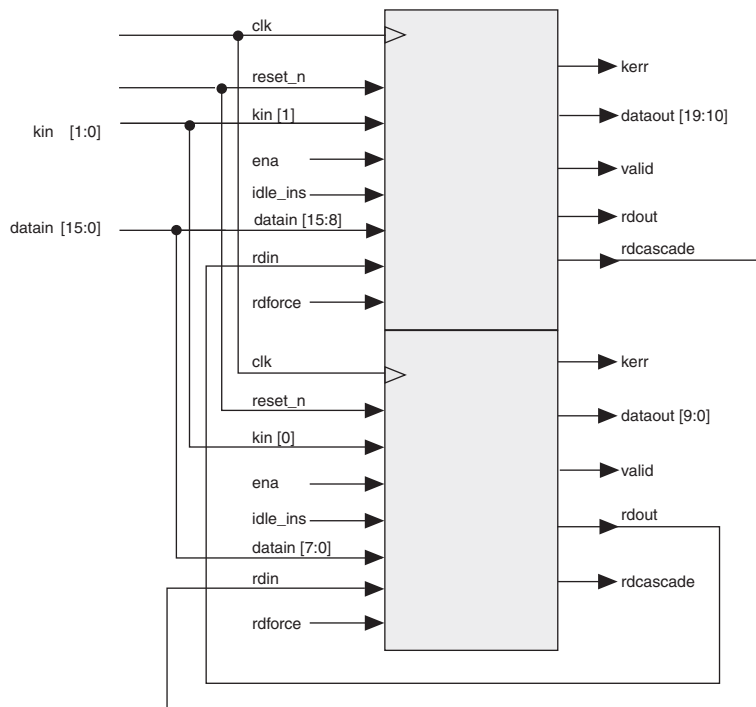 clk
reset_n
kin [1:0]
kin [1]
ena
idle_ins
datain [15:0]
datain [15:8]
rdin
rdforce
kerr
dataout [19:10]
valid
rdout
rdcascade
clk
reset_n
kin [0]
ena
idle_ins
datain [7:0]
rdin
rdforce
kerr
dataout [9:0]
valid
rdout
rdcascade